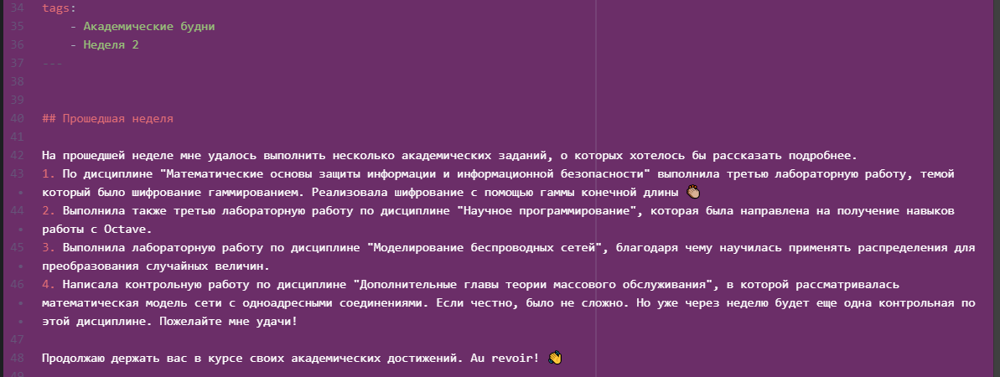 34 tags:
35 - Академические будни
36 - Неделя 2
37 ---
38
39
40 ## Прошедшая неделя
41
42 На прошедшей неделе мне удалось выполнить несколько академических заданий, о которых хотелось бы рассказать подробнее.
43 1. По дисциплине "Математические основы защиты информации и информационной безопасности" выполнила третью лабораторную работу, темой
• который было шифрование гаммированием. Реализовала шифрование с помощью гаммы конечной длины 👏🏽
44 2. Выполнила также третью лабораторную работу по дисциплине "Научное программирование", которая была направлена на получение навыков
• работы с Octave.
45 3. Выполнила лабораторную работу по дисциплине "Моделирование беспроводных сетей", благодаря чему научилась применять распределения для
• преобразования случайных величин.
46 4. Написала контрольную работу по дисциплине "Дополнительные главы теории массового обслуживания", в которой рассматривалась
• математическая модель сети с одноадресными соединениями. Если честно, было не сложно. Но уже через неделю будет еще одна контрольная по
• этой дисциплине. Пожелайте мне удачи!
47
48 Продолжаю держать вас в курсе своих академических достижений. Au revoir! 👋
49